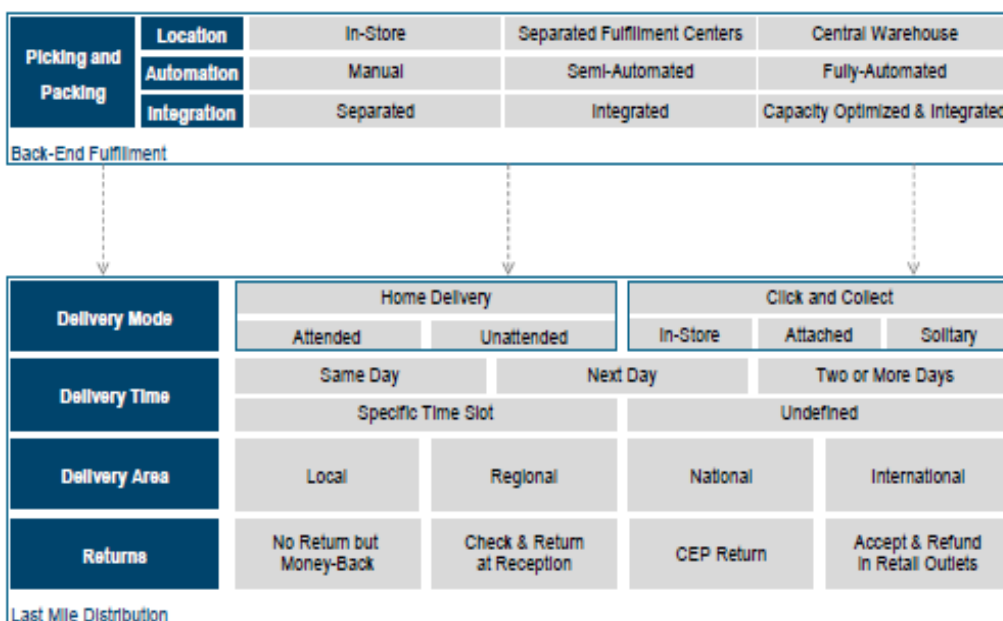 Picking and
Packing
Location
In-Store
Separated Fulfillment Centers
Central Warehouse
Automation
Manual
Semi-Automated
Fully-Automated
Integration
Separated
Integrated
Capacity Optimized & Integrated
Back-End Fulfillment
Delivery Mode
Home Delivery
Attended
Unattended
Click and Collect
In-Store
Attached
Solitary
Delivery Time
Same Day
Next Day
Two or More Days
Specific Time Slot
Undefined
Delivery Area
Local
Regional
National
International
Returns
No Return but
Money-Back
Check & Return
at Reception
CEP Return
Accept & Refund
in Retail Outlets
Last Mile Distribution